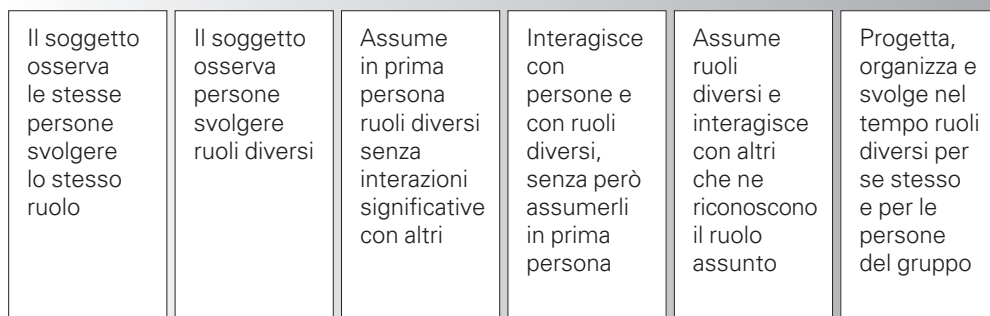 Il soggetto
osserva
le stesse
persone
svolgere
lo stesso
ruolo
Il soggetto
osserva
persone
svolgere
ruoli diversi
Assume
in prima
persona
ruoli diversi
senza
interazioni
significative
con altri
Interagisce
con
persone e
con ruoli
diversi,
senza però
assumerli
in prima
persona
Assume
ruoli
diversi e
interagisce
con altri
che ne
riconoscono
il ruolo
assunto
Progetta,
organizza e
svolge nel
tempo ruoli
diversi per
se stesso
e per le
persone
del gruppo